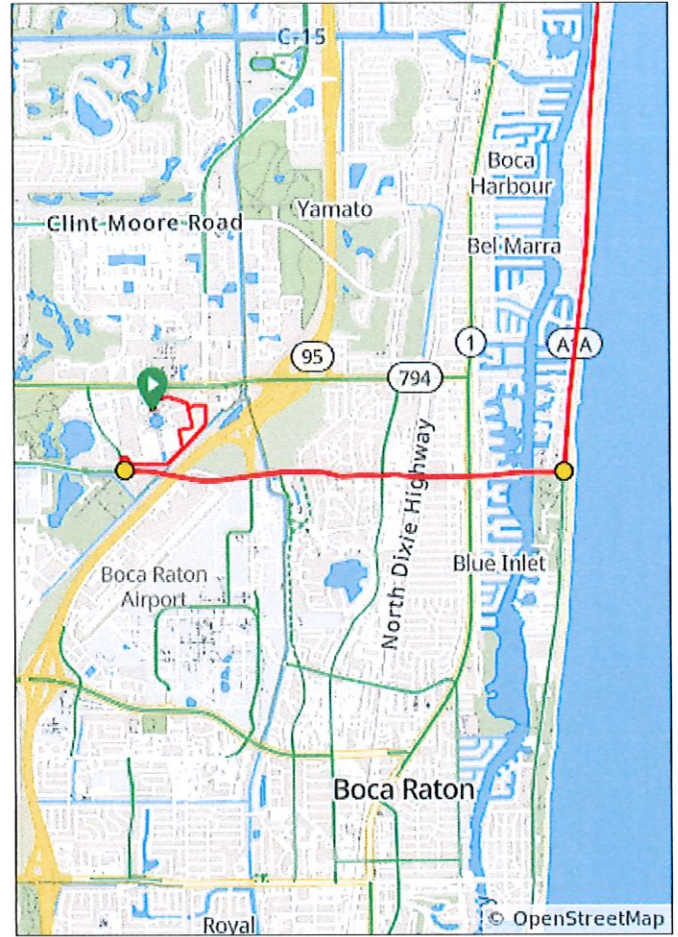 C-15
Boca
Harbour
Clint Moore Road
Yamato
Bel Marra
1
95
A1A
794
North Dixie Highway
Blue Inlet
Boca Raton
Airport
Boca Raton
Royal
© OpenStreetMap